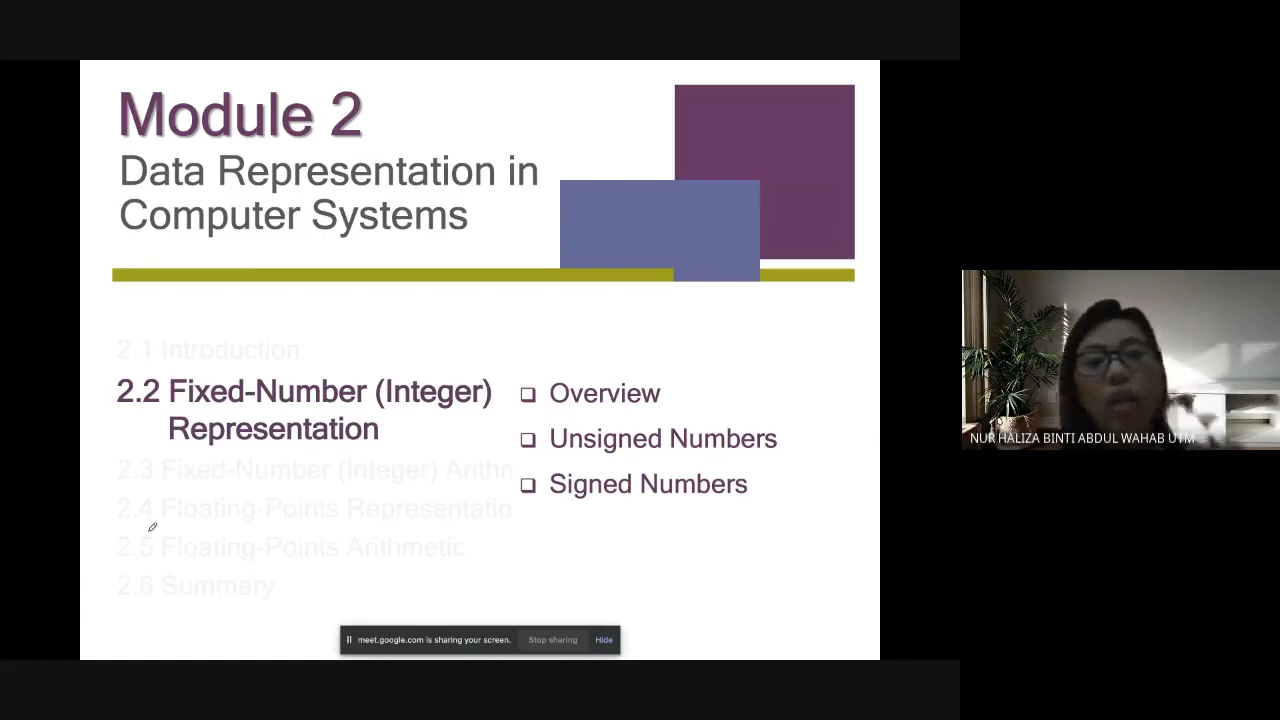 Module 2
Data Representation in
Computer Systems
2.1 Introduction
2.2 Fixed-Number (Integer)
Representation
2.3 Fixed-Number (Integer) Arithm
2.4 Floating-Points Representatio
2.5 Floating-Points Arithmetic
2.6 Summary
Overview
Unsigned Numbers
Signed Numbers
meet.google.com is sharing your screen. Stop sharing Hide
NUR HALIZA BINTI ABDUL WAHAB UTM